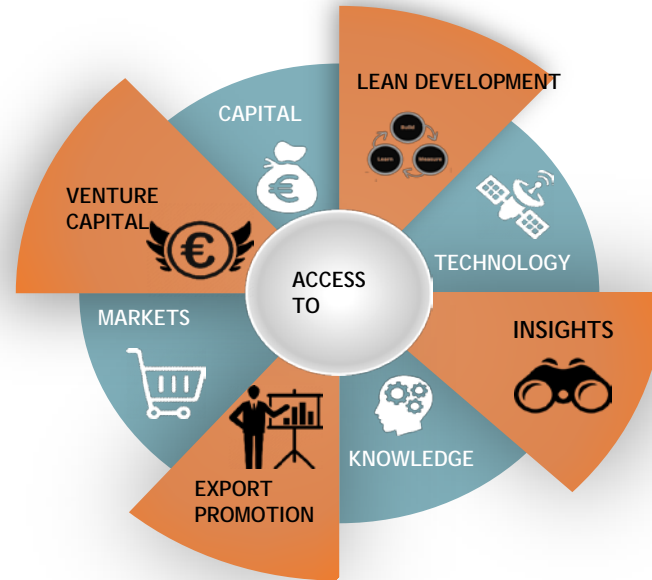 LEAN DEVELOPMENT
CAPITAL
Build
Learn
Measure
VENTURE
CAPITAL
€
€
TECHNOLOGY
ACCESS
TO
MARKETS
INSIGHTS
KNOWLEDGE
EXPORT
PROMOTION